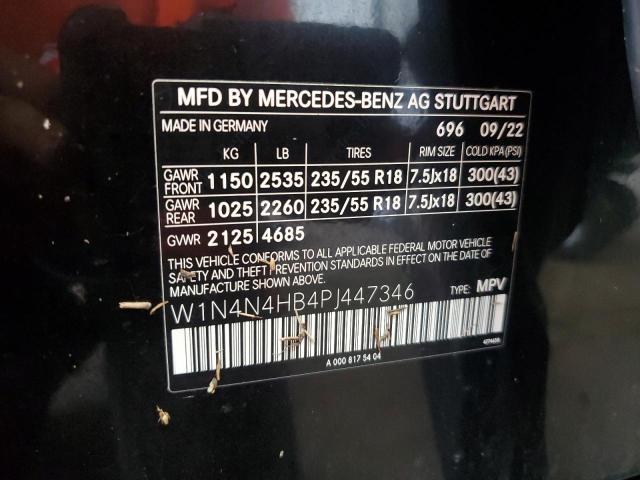 MFD BY MERCEDES-BENZ AG STUTTGART
MADE IN GERMANY 696 09/22
KG LB TIRES RIM SIZE COLD KPA(PSI)
GAWR FRONT 1150 2535 235/55 R18 7.5Jx18 300(43)
GAWR REAR 1025 2260 235/55 R18 7.5Jx18 300(43)
GVWR 2125 4685
THIS VEHICLE CONFORMS TO ALL APPLICABLE FEDERAL MOTOR VEHICLE
SAFETY AND THEFT PREVENTION STANDARDS IN EFFECT ON THE DATE OF
MANUFACTURE SHOWN ABOVE.
W1N4N4HB4PJ447346 TYPE: MPV
A 000 817 54 04